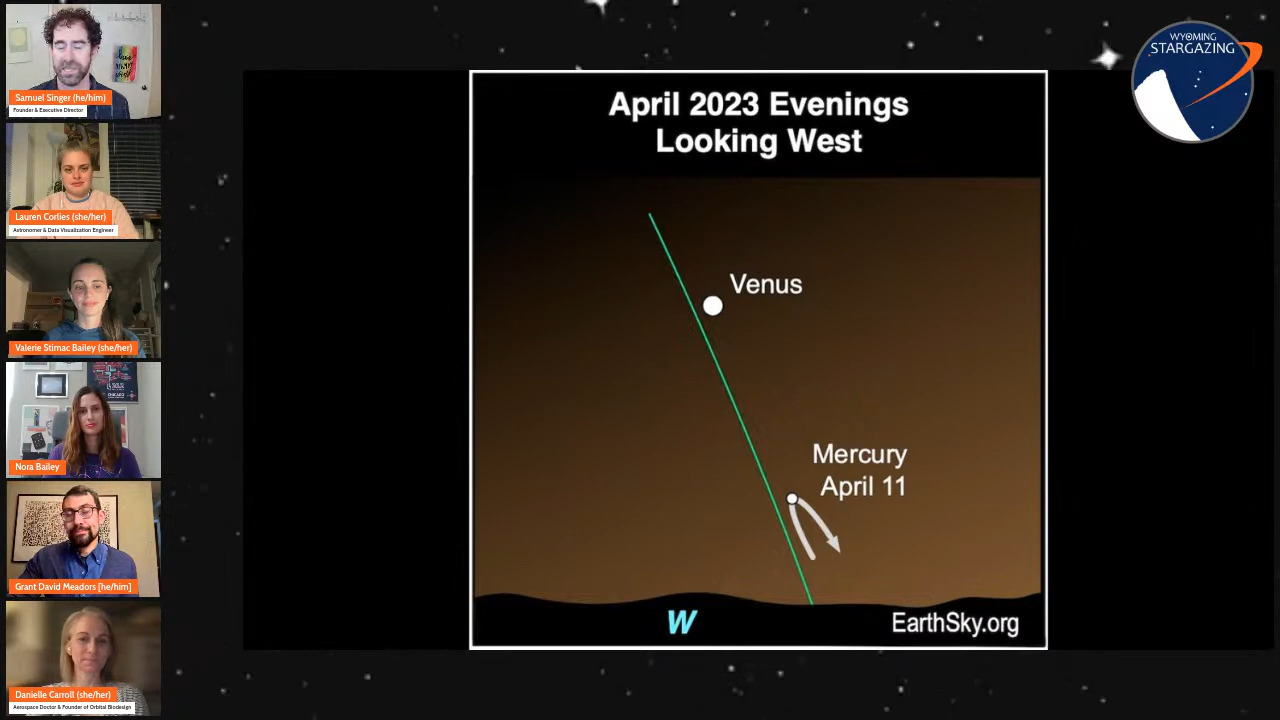 Samuel Singer (he/him)
Founder & Executive Director
Lauren Corlies (she/her)
Astronomer & Data Visualization Engineer
Valerie Stimac Bailey (she/her)
Nora Bailey
Grant David Meadors [he/him]
Danielle Carroll (she/her)
Aerospace Doctor & Founder of Orbital Biodesign
April 2023 Evenings
Looking West
Venus
Mercury
April 11
W
EarthSky.org
WYOMING
STARGAZING
CHICAGO